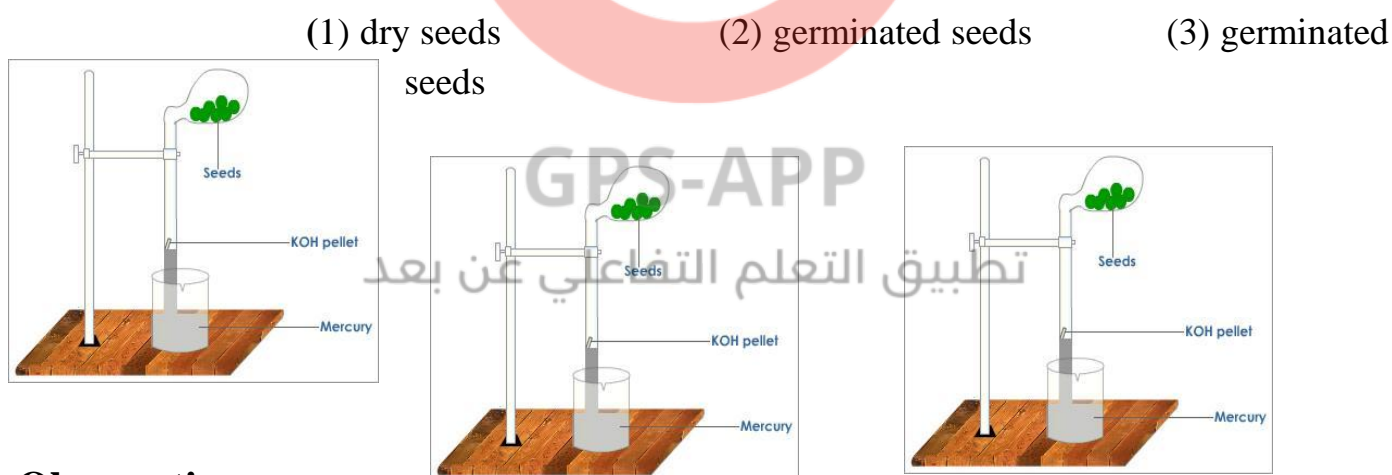 (1) dry seeds (2) germinated seeds (3) germinated
seeds
GPS-APP
تطبيق التعلم التفاعلي عن بعد
Seeds
KOH pellet
Mercury
Seeds
KOH pellet
Mercury
Seeds
KOH pellet
Mercury